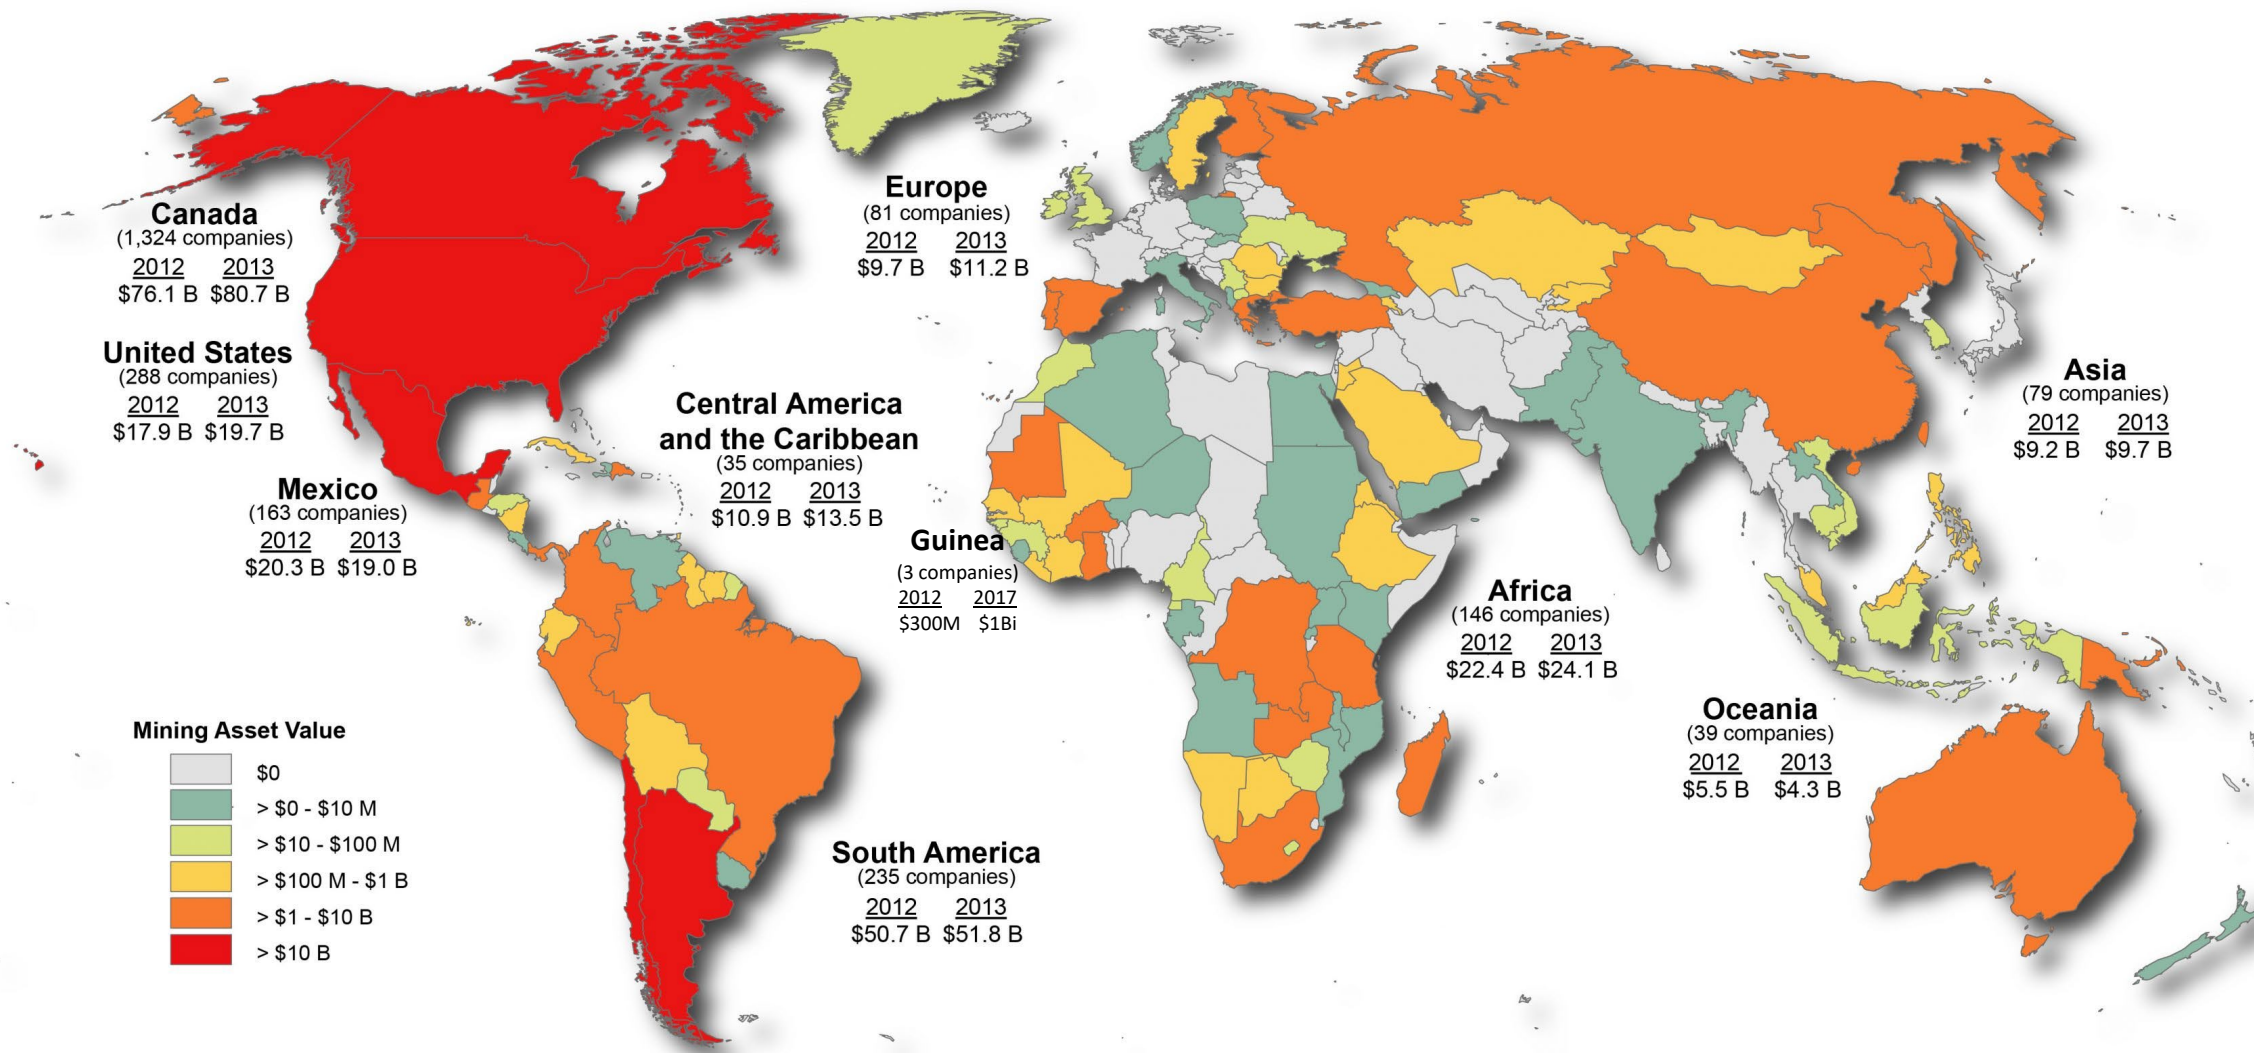 Canada
(1,324 companies)
2012 2013
$76.1 B $80.7 B
United States
(288 companies)
2012 2013
$17.9 B $19.7 B
Mexico
(163 companies)
2012 2013
$20.3 B $19.0 B
Central America
and the Caribbean
(35 companies)
2012 2013
$10.9 B $13.5 B
Europe
(81 companies)
2012 2013
$9.7 B $11.2 B
Guinea
(3 companies)
2012 2017
$300M $1Bi
Africa
(146 companies)
2012 2013
$22.4 B $24.1 B
Asia
(79 companies)
2012 2013
$9.2 B $9.7 B
Oceania
(39 companies)
2012 2013
$5.5 B $4.3 B
South America
(235 companies)
2012 2013
$50.7 B $51.8 B
Mining Asset Value
$0
> $0 - $10 M
> $10 - $100 M
> $100 M - $1 B
> $1 - $10 B
> $10 B